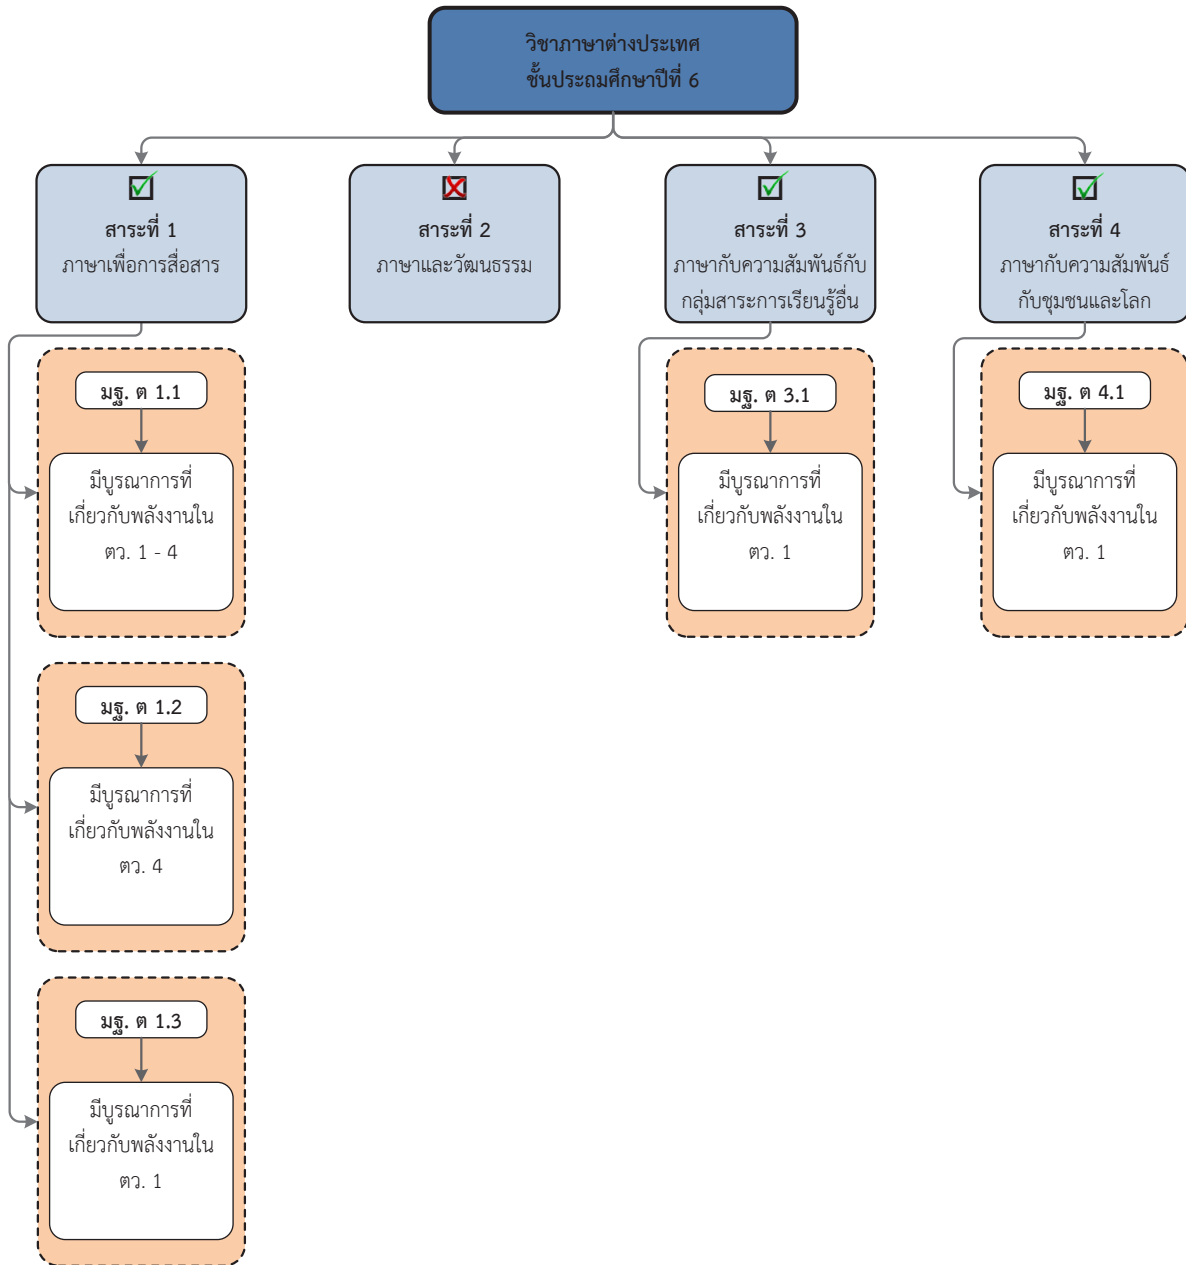 วิชาภาษาต่างประเทศ
ชั้นประถมศึกษาปีที่ 6
สาระที่ 1
ภาษาเพื่อการสื่อสาร
สาระที่ 2
ภาษาและวัฒนธรรม
สาระที่ 3
ภาษากับความสัมพันธ์กับ
กลุ่มสาระการเรียนรู้อื่น
สาระที่ 4
ภาษากับความสัมพันธ์
กับชุมชนและโลก
มฐ. ต 1.1
มีบูรณาการที่
เกี่ยวกับพลังงานใน
ตว. 1 - 4
มฐ. ต 3.1
มีบูรณาการที่
เกี่ยวกับพลังงานใน
ตว. 1
มฐ. ต 4.1
มีบูรณาการที่
เกี่ยวกับพลังงานใน
ตว. 1
มฐ. ต 1.2
มีบูรณาการที่
เกี่ยวกับพลังงานใน
ตว. 4
มฐ. ต 1.3
มีบูรณาการที่
เกี่ยวกับพลังงานใน
ตว. 1